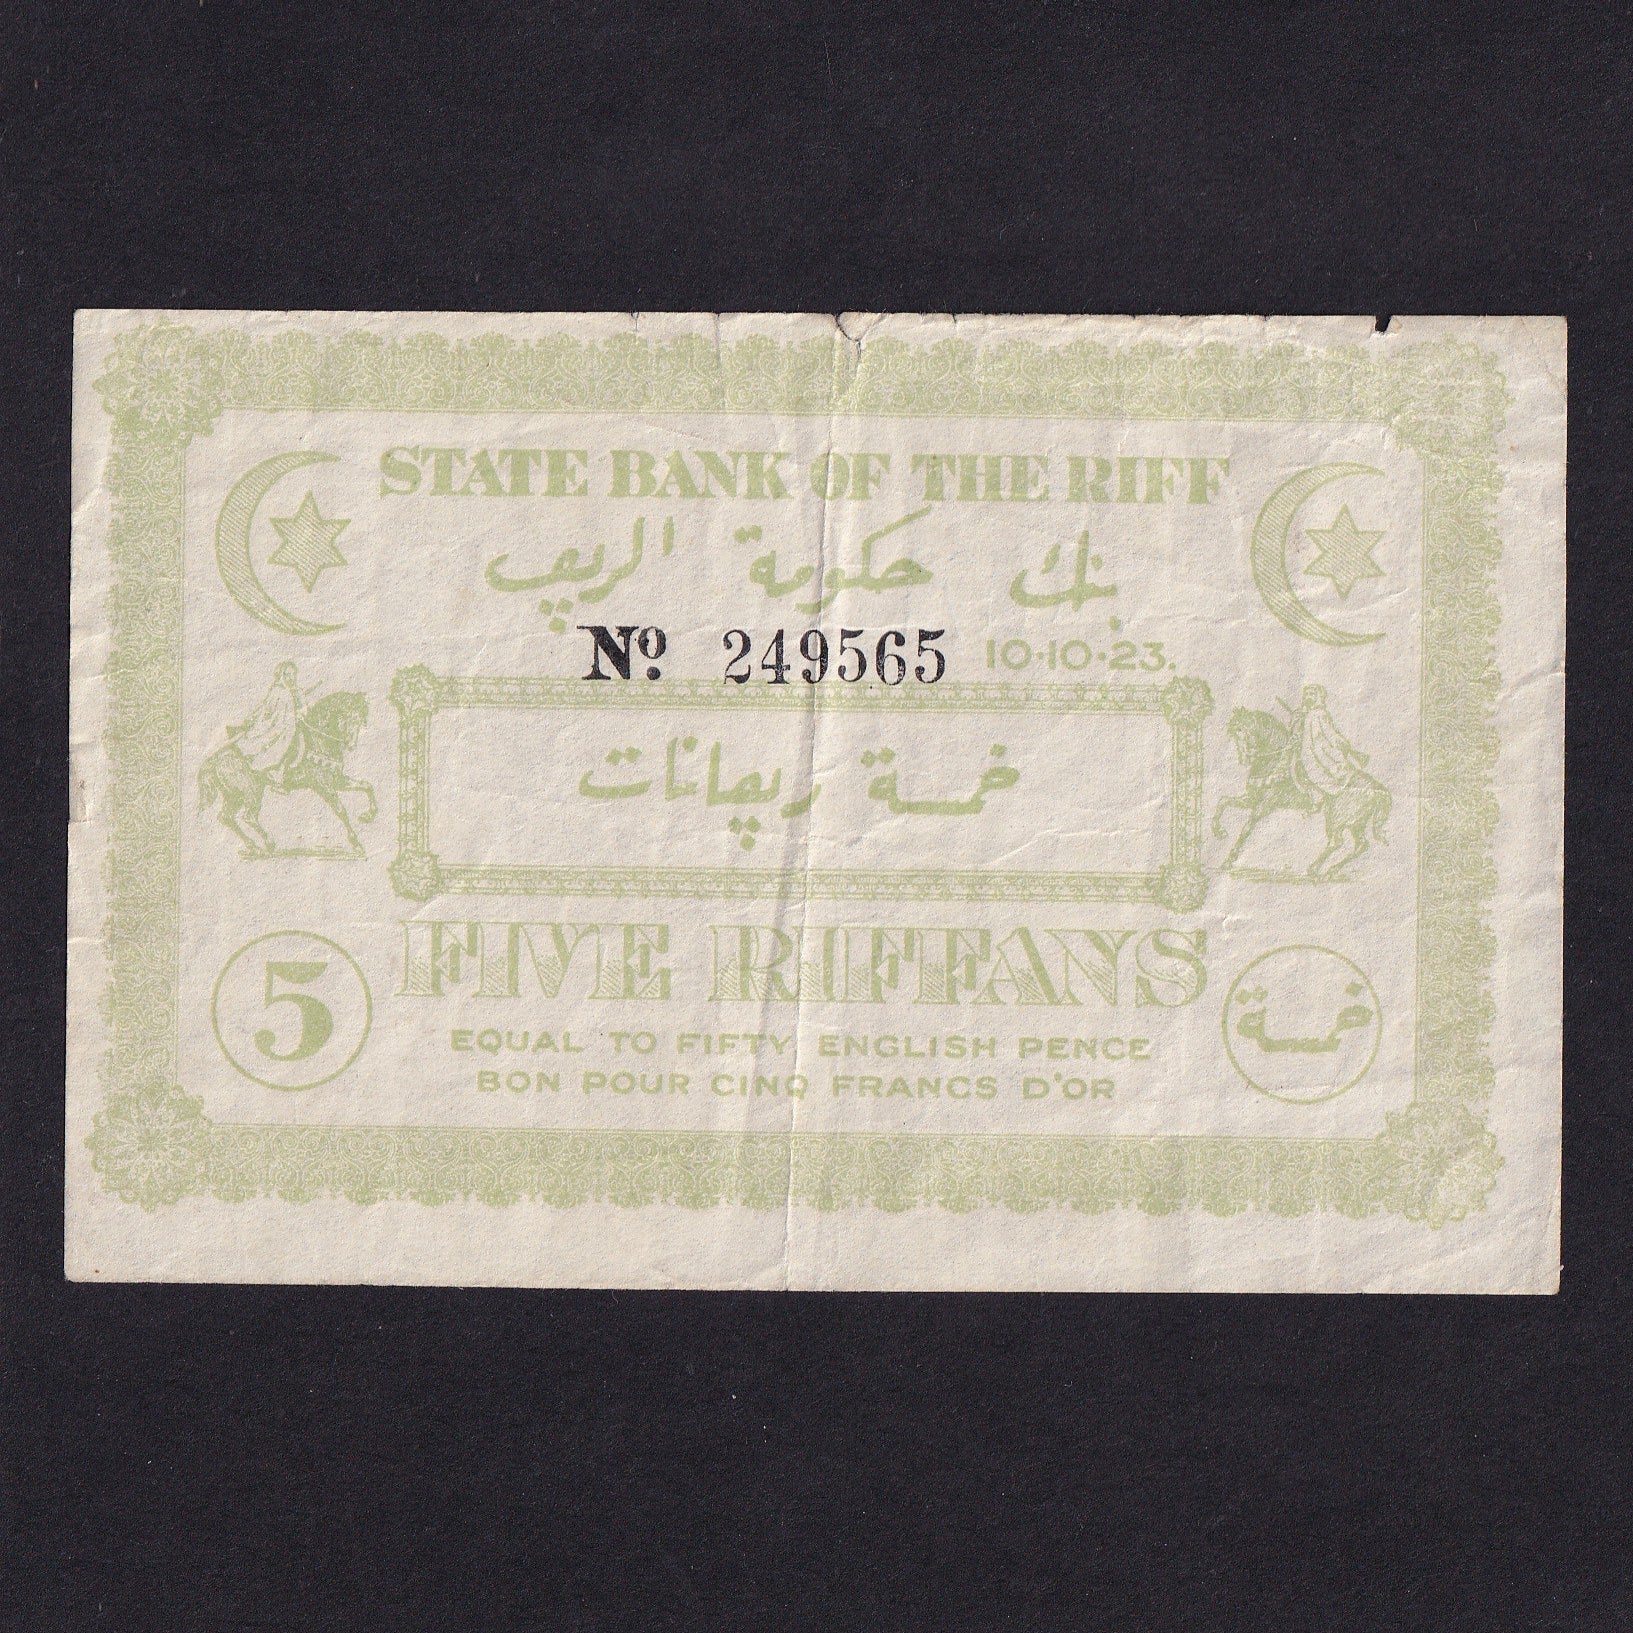 STATE BANK OF THE RIFF
بنك حكومة الريف
No. 249565 10·10·23.
خمسة ريفانات
FIVE RIFFANS
5
خمسة
EQUAL TO FIFTY ENGLISH PENCE
BON POUR CINQ FRANCS D'OR